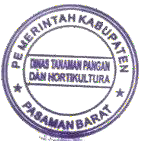 PEMERINTAH KABUPATEN
DINAS TANAMAN PANGAN
DAN HORTIKULTURA
PASAMAN BARAT